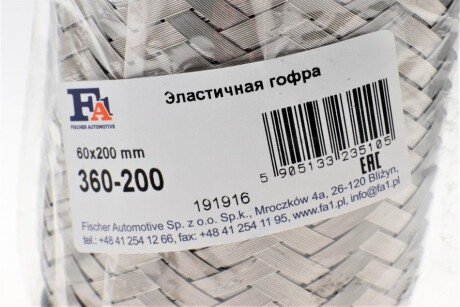 Эластичная гофра
FA1
FISCHER AUTOMOTIVE
60x200 mm
360-200
5 905133 235105
EAC
191916
Fischer Automotive Sp. z o.o. Sp.k., Mroczków 4a, 26-120 Bliżyn,
tel.: +48 41 254 12 66, fax: +48 41 254 11 95, www.fa1.pl, info@fa1.pl